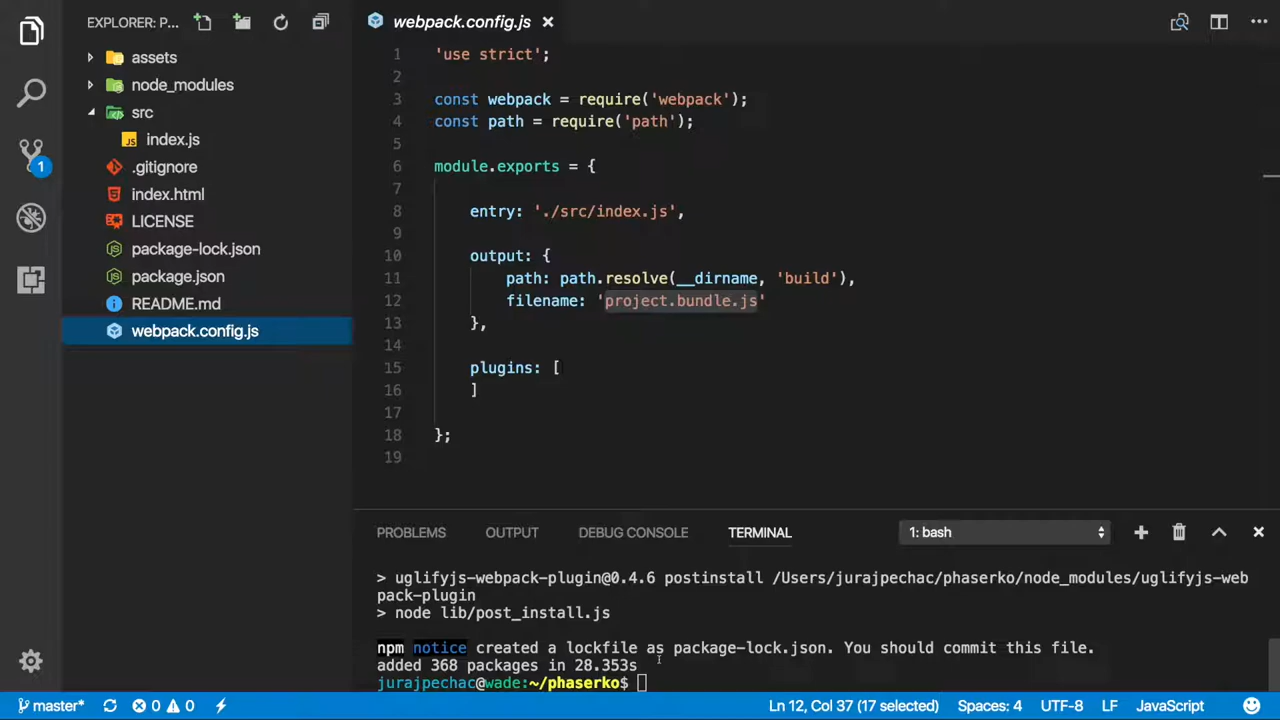 EXPLORER: P...
assets
node_modules
src
JS index.js
.gitignore
index.html
LICENSE
package-lock.json
package.json
README.md
webpack.config.js
1
webpack.config.js
1 'use strict';
2
3 const webpack = require('webpack');
4 const path = require('path');
5
6 module.exports = {
7
8 entry: './src/index.js',
9
10 output: {
11 path: path.resolve(__dirname, 'build'),
12 filename: 'project.bundle.js'
13 },
14
15 plugins: [
16 ]
17
18 };
19
PROBLEMS OUTPUT DEBUG CONSOLE TERMINAL 1: bash
> uglifyjs-webpack-plugin@0.4.6 postinstall /Users/jurajpechac/phaserko/node_modules/uglifyjs-web
pack-plugin
> node lib/post_install.js
npm notice created a lockfile as package-lock.json. You should commit this file.
added 368 packages in 28.353s
jurajpechac@wade:~/phaserko$
master* 0 0 Ln 12, Col 37 (17 selected) Spaces: 4 UTF-8 LF JavaScript